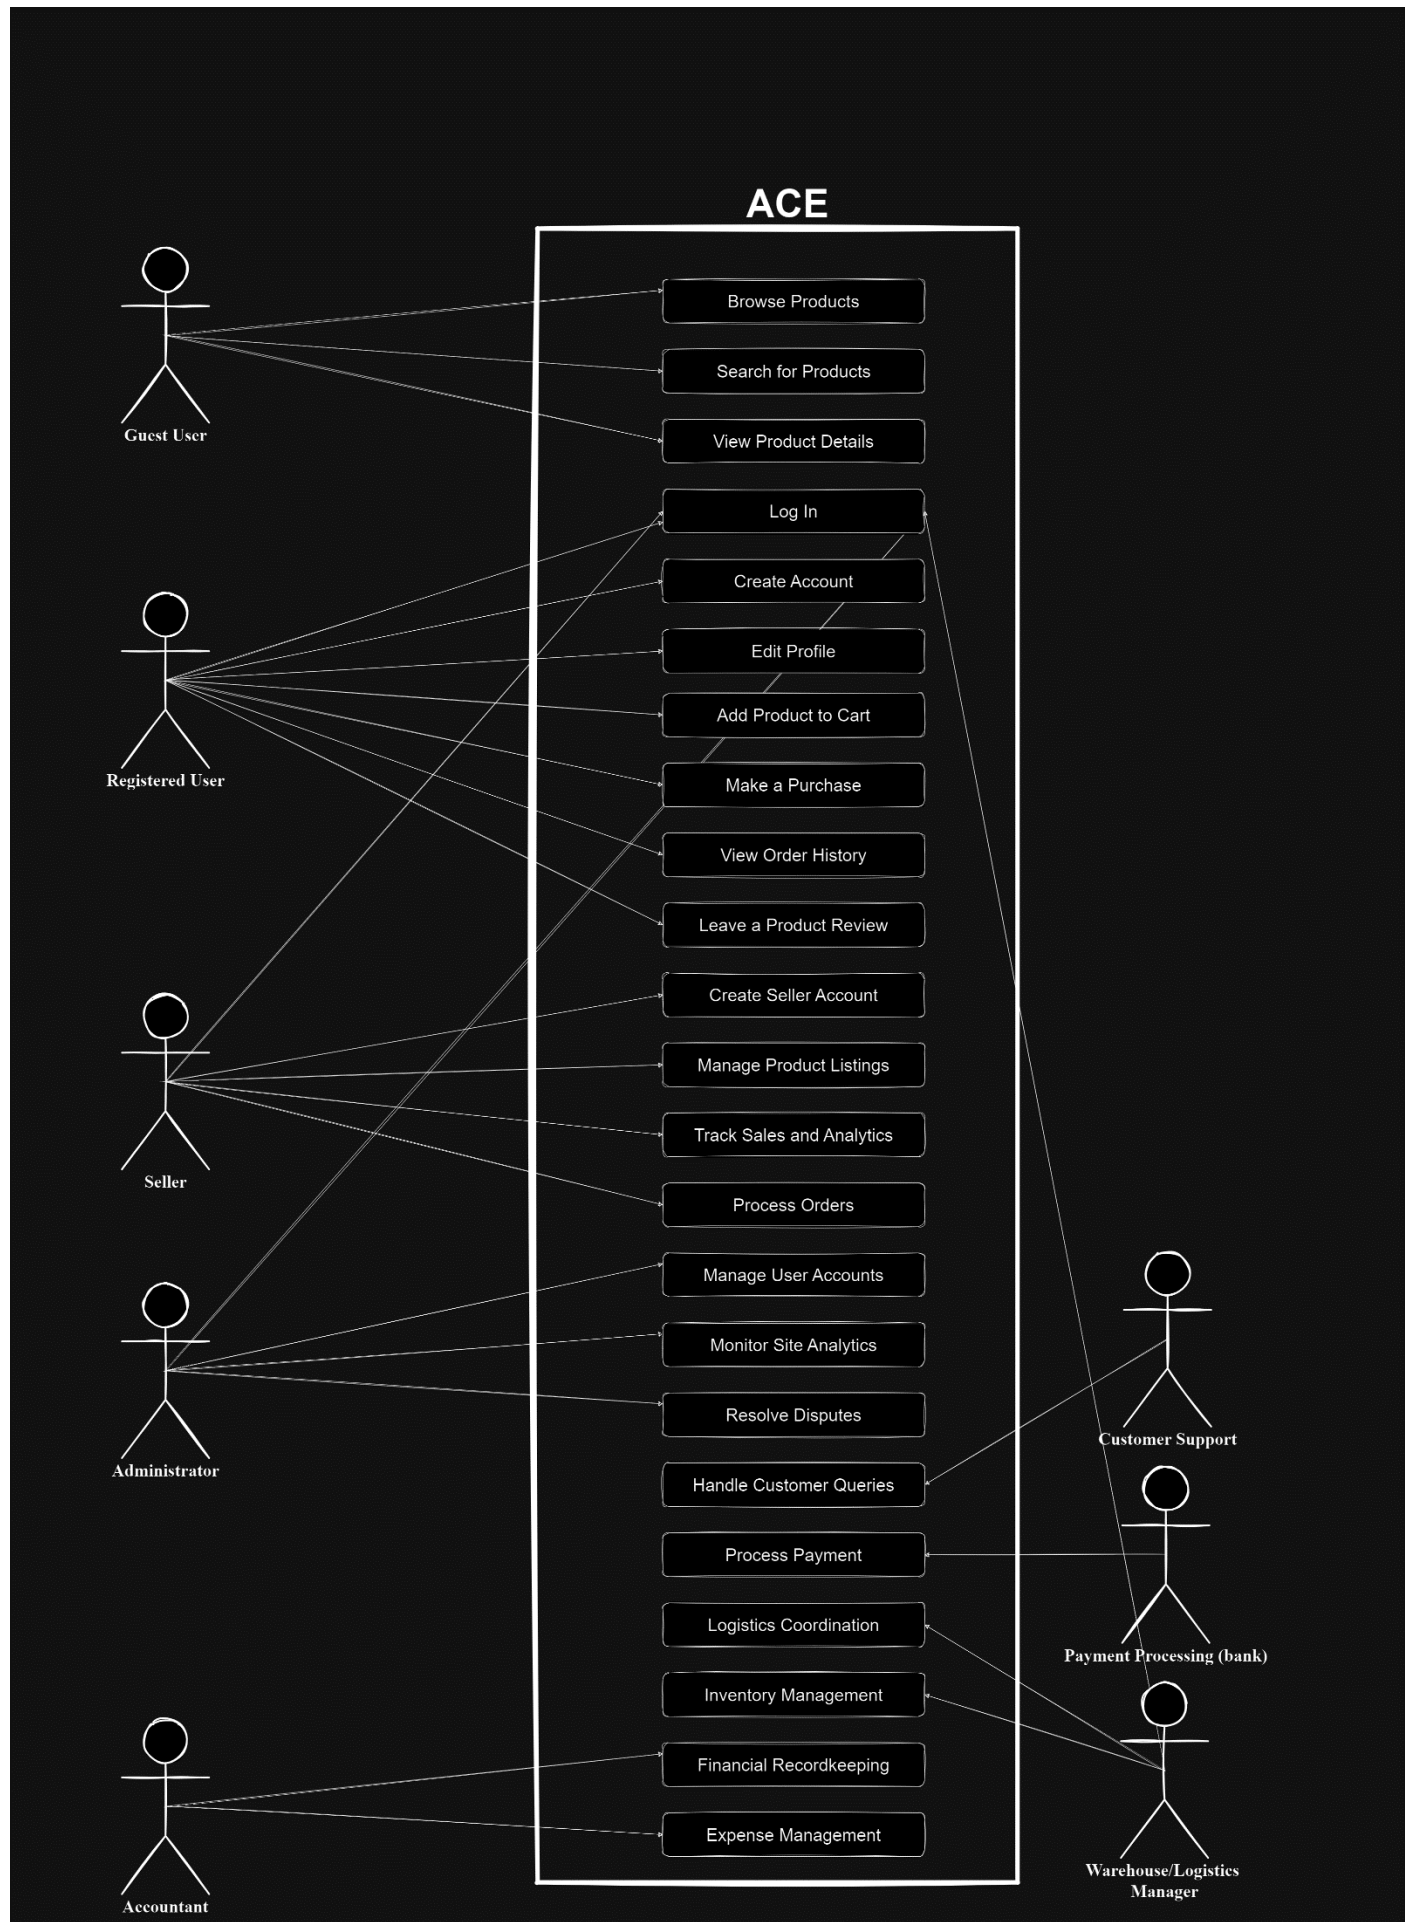 ACE
Browse Products
Search for Products
View Product Details
Guest User
Log In
Create Account
Edit Profile
Add Product to Cart
Registered User
Make a Purchase
View Order History
Leave a Product Review
Create Seller Account
Manage Product Listings
Track Sales and Analytics
Seller
Process Orders
Manage User Accounts
Monitor Site Analytics
Resolve Disputes
Customer Support
Administrator
Handle Customer Queries
Process Payment
Logistics Coordination
Payment Processing (bank)
Inventory Management
Financial Recordkeeping
Expense Management
Warehouse/Logistics
Manager
Accountant